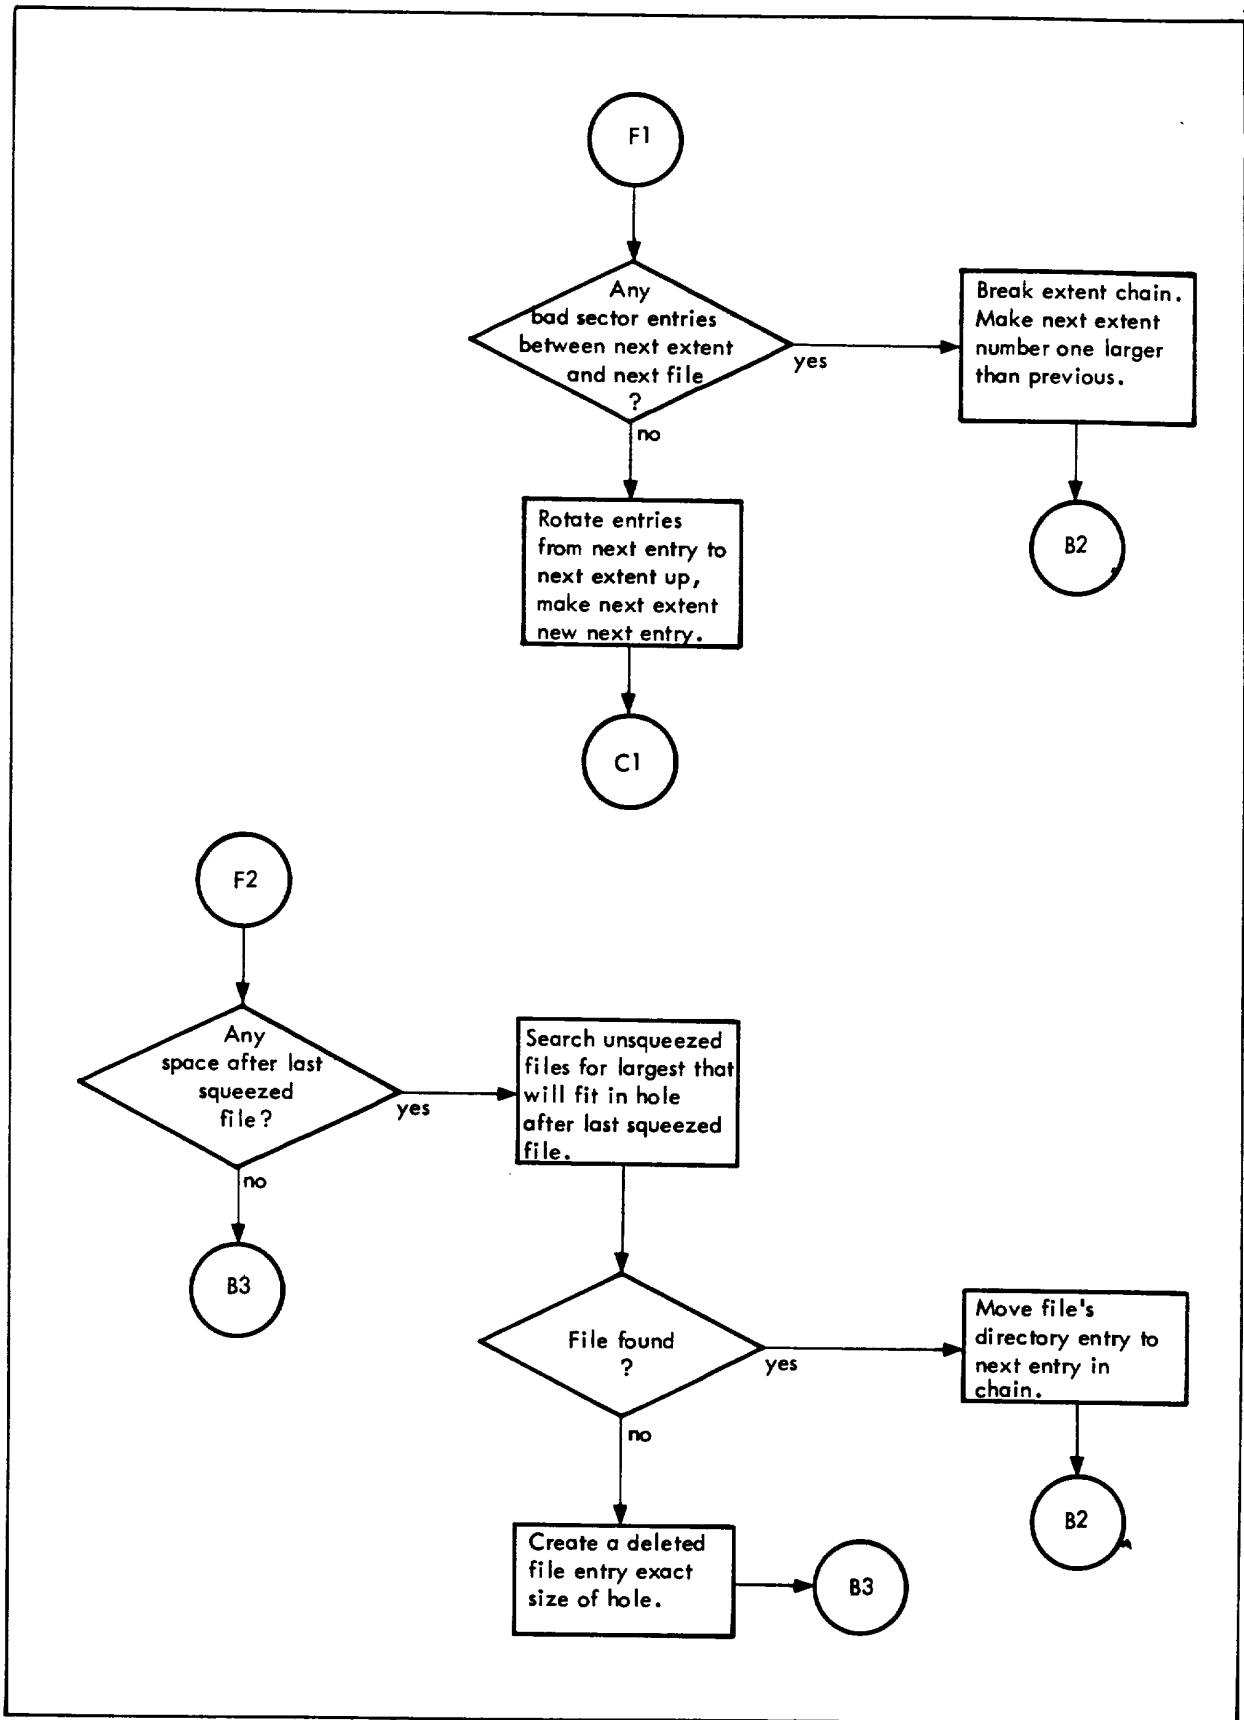 F1
Any
bad sector entries
between next extent
and next file
?
yes
Break extent chain.
Make next extent
number one larger
than previous.
no
B2
Rotate entries
from next entry to
next extent up,
make next extent
new next entry.
C1
F2
Any
space after last
squeezed
file?
yes
Search unsqueezed
files for largest that
will fit in hole
after last squeezed
file.
no
B3
File found
?
yes
Move file's
directory entry to
next entry in
chain.
no
B2
Create a deleted
file entry exact
size of hole.
B3